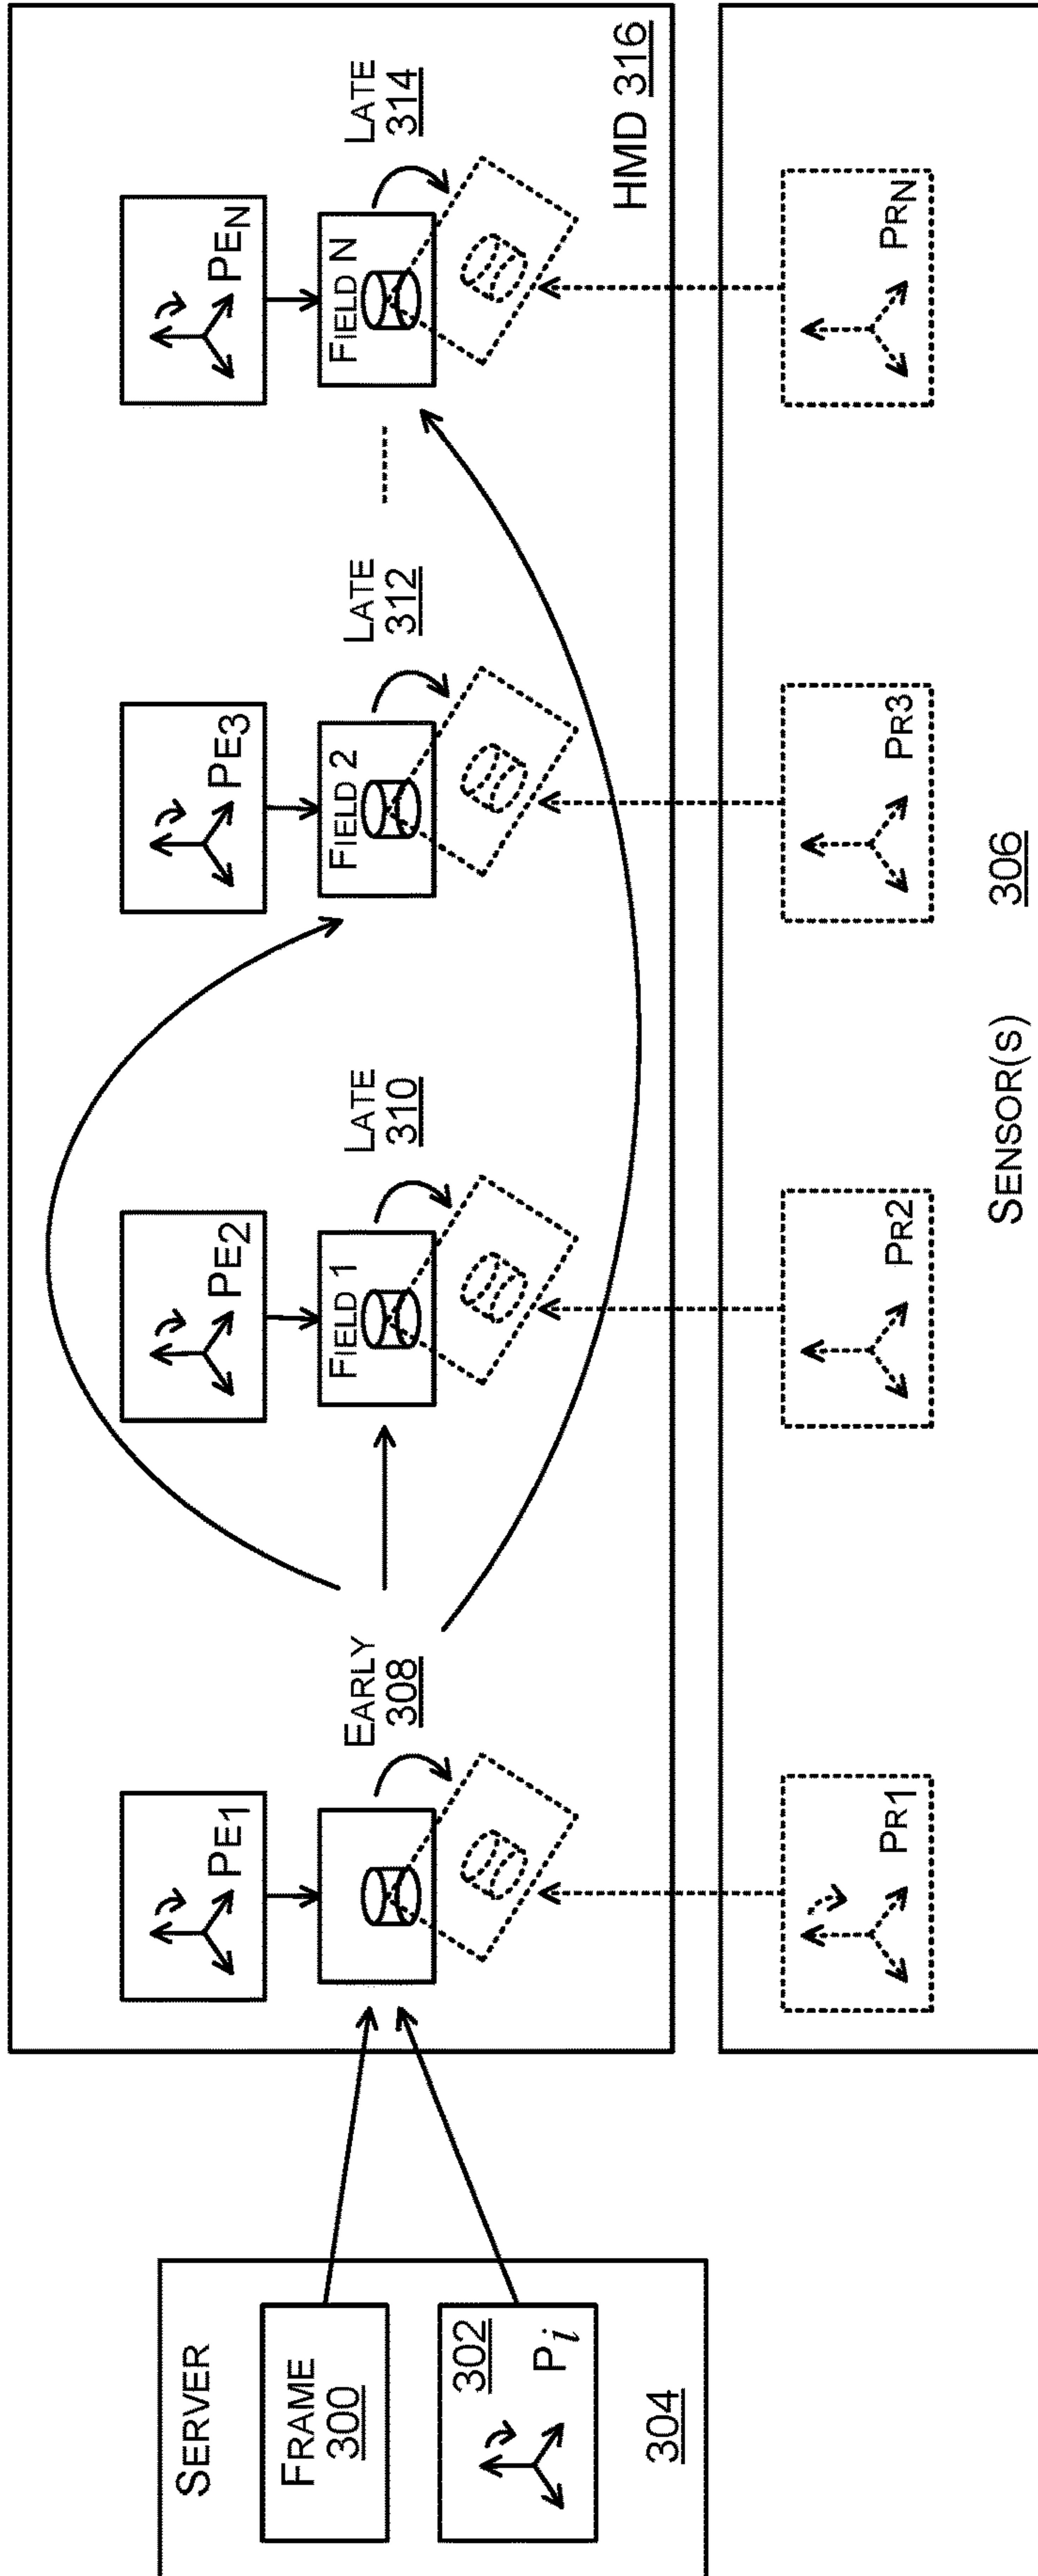 SERVER
FRAME
300
302
Pi
304
PE1
PE2
PE3
PEN
EARLY
308
FIELD 1
LATE
310
FIELD 2
LATE
312
FIELD N
LATE
314
HMD 316
PR1
PR2
PR3
PRN
SENSOR(S) 306